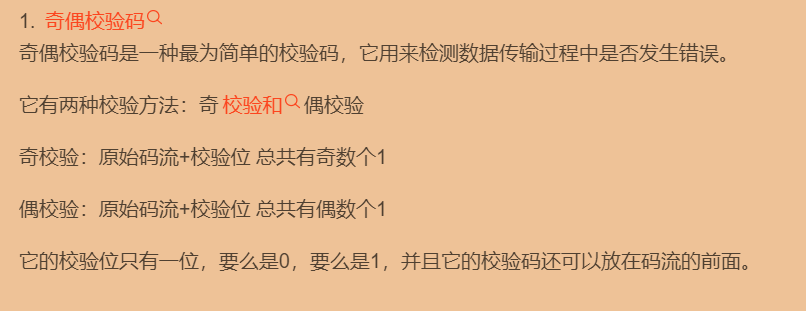 1. 奇偶校验码
奇偶校验码是一种最为简单的校验码，它用来检测数据传输过程中是否发生错误。
它有两种校验方法：奇校验和偶校验
奇校验：原始码流+校验位 总共有奇数个1
偶校验：原始码流+校验位 总共有偶数个1
它的校验位只有一位，要么是0，要么是1，并且它的校验码还可以放在码流的前面。